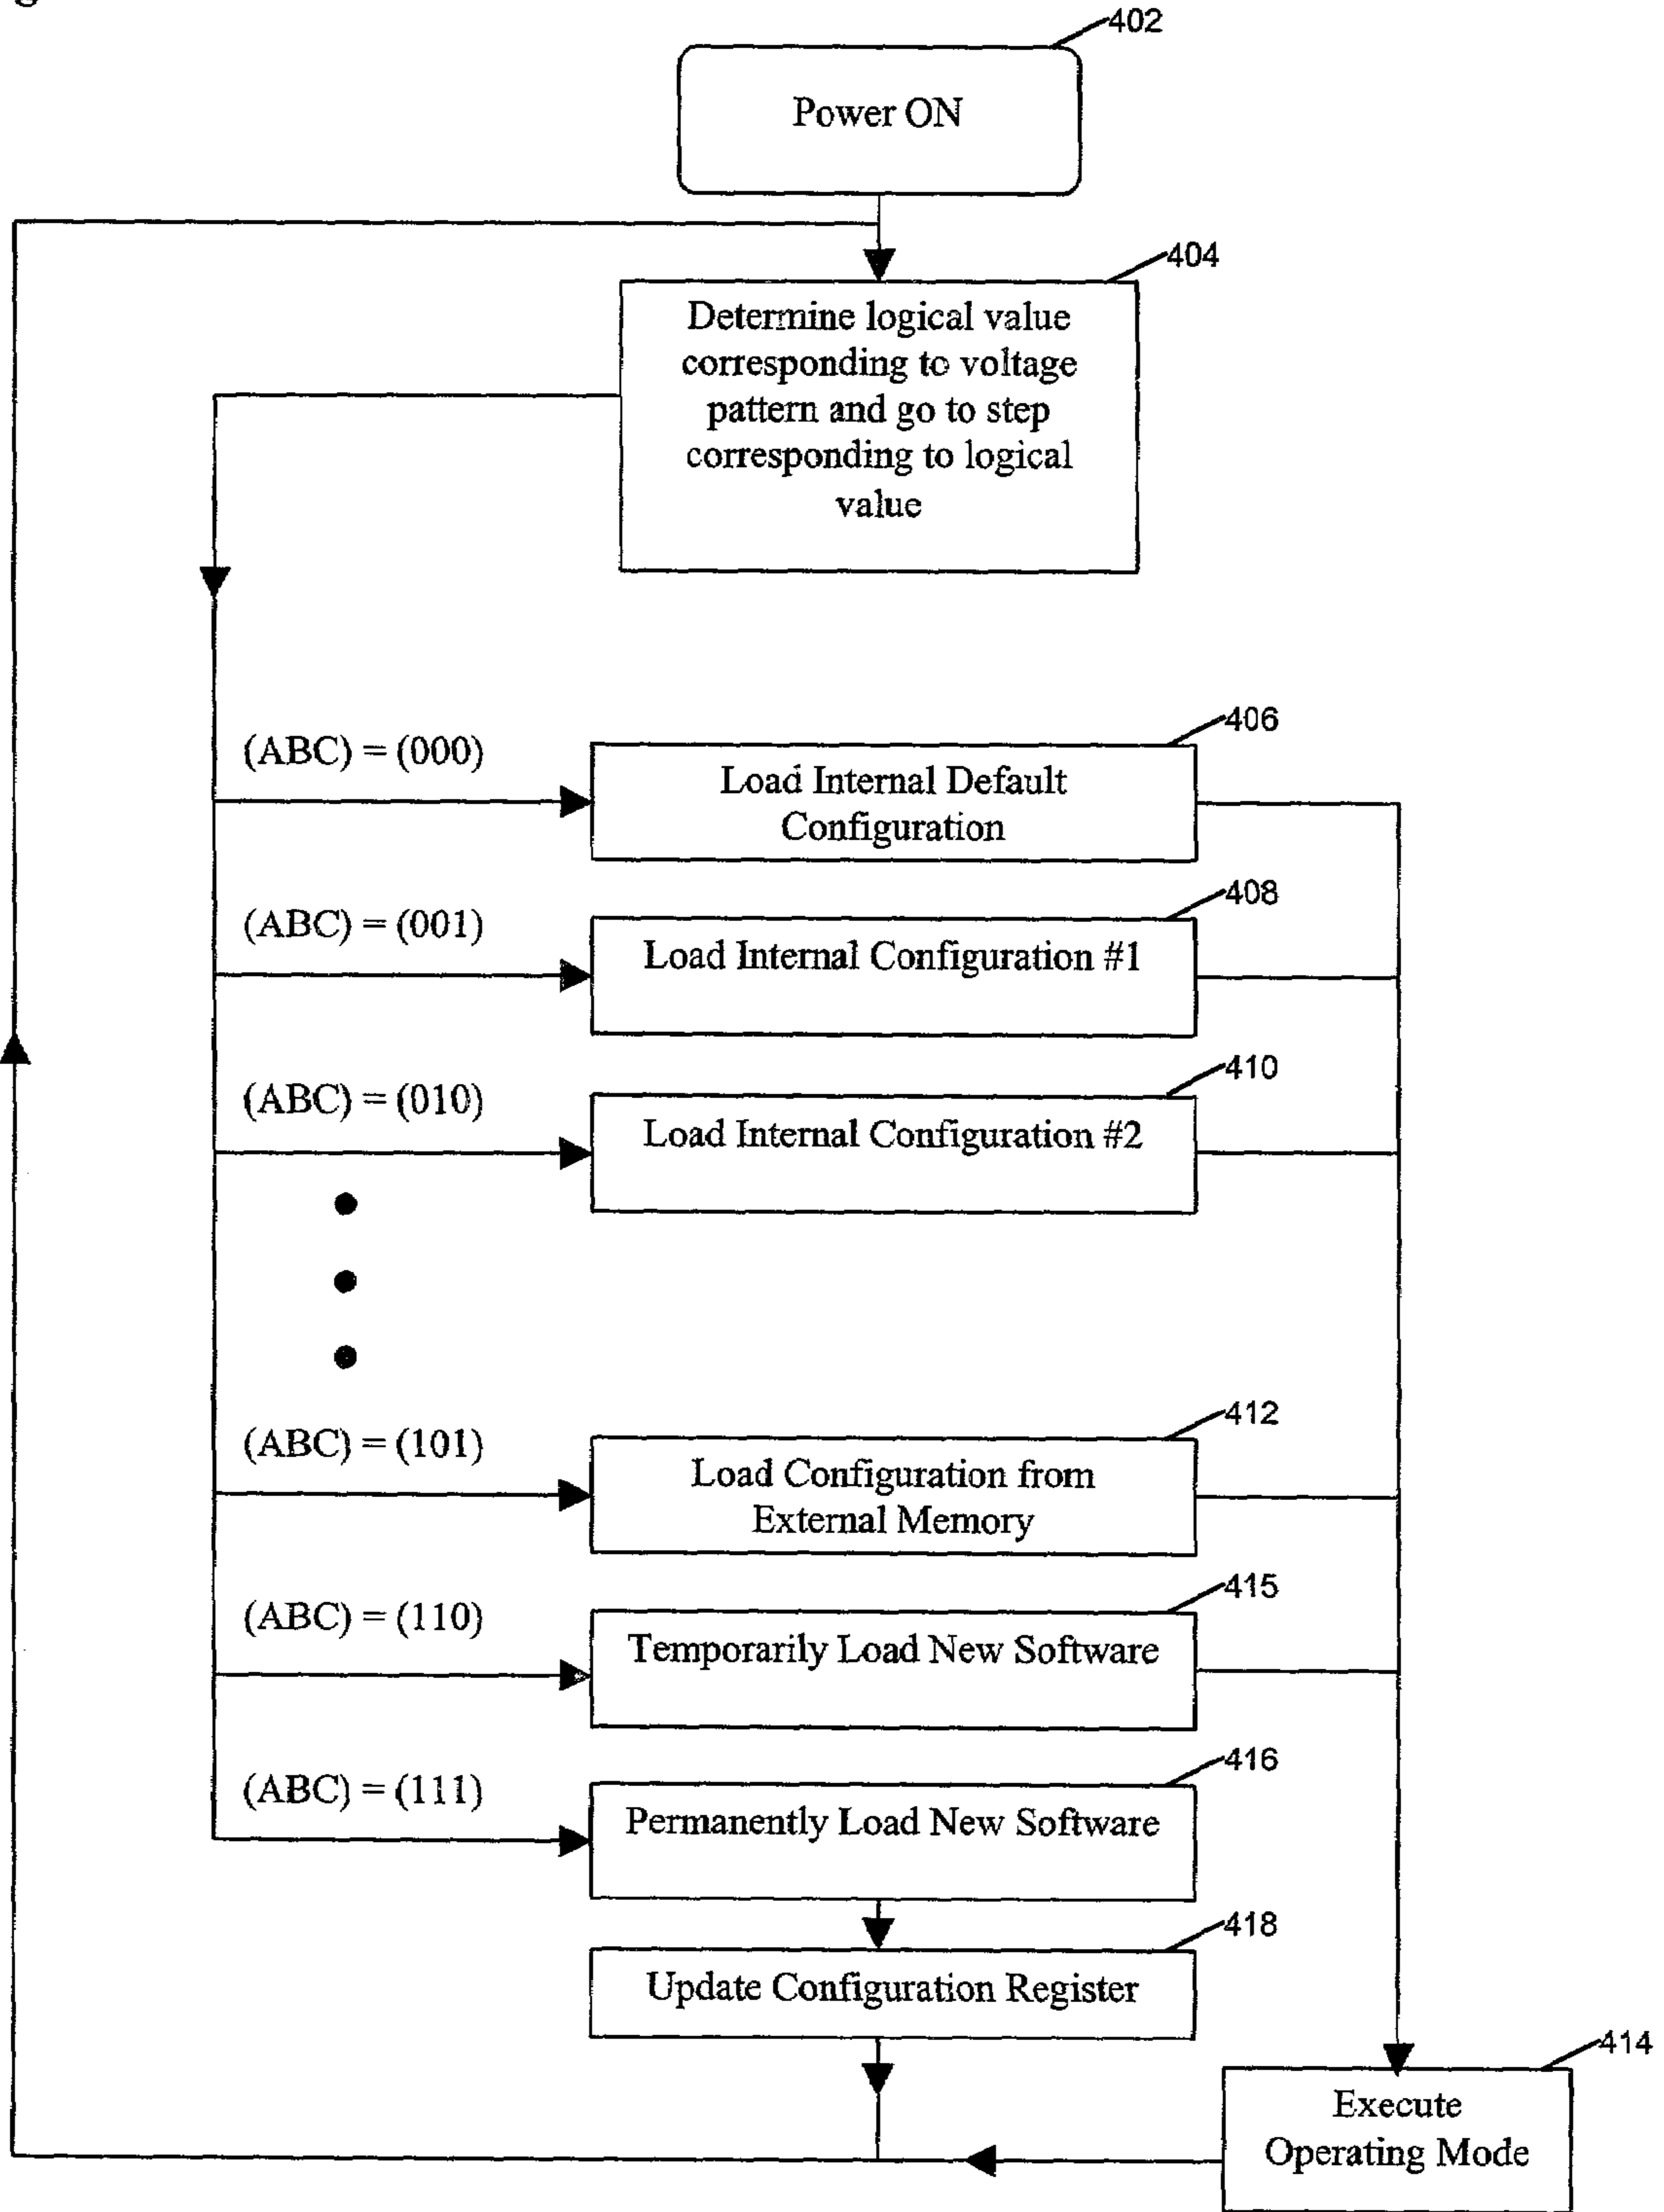 402
Power ON
404
Determine logical value
corresponding to voltage
pattern and go to step
corresponding to logical
value
406
(ABC) = (000)
Load Internal Default
Configuration
408
(ABC) = (001)
Load Internal Configuration #1
410
(ABC) = (010)
Load Internal Configuration #2
412
(ABC) = (101)
Load Configuration from
External Memory
415
(ABC) = (110)
Temporarily Load New Software
416
(ABC) = (111)
Permanently Load New Software
418
Update Configuration Register
414
Execute
Operating Mode